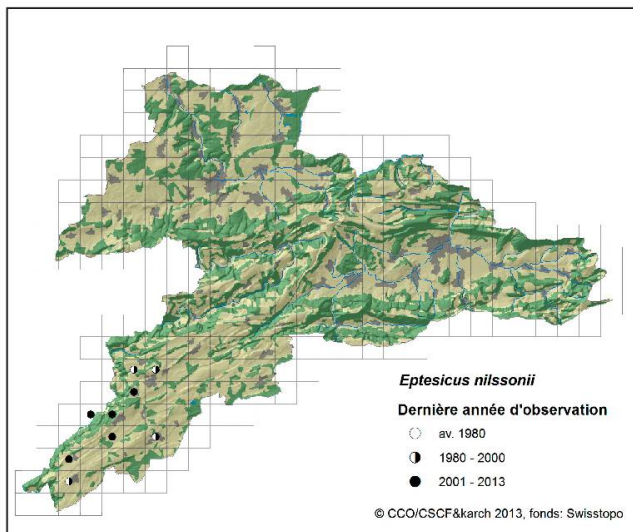 Eptesicus nilssonii
Dernière année d'observation
av. 1980
1980 - 2000
2001 - 2013
© CCO/CSCF&karch 2013, fonds: Swisstopo